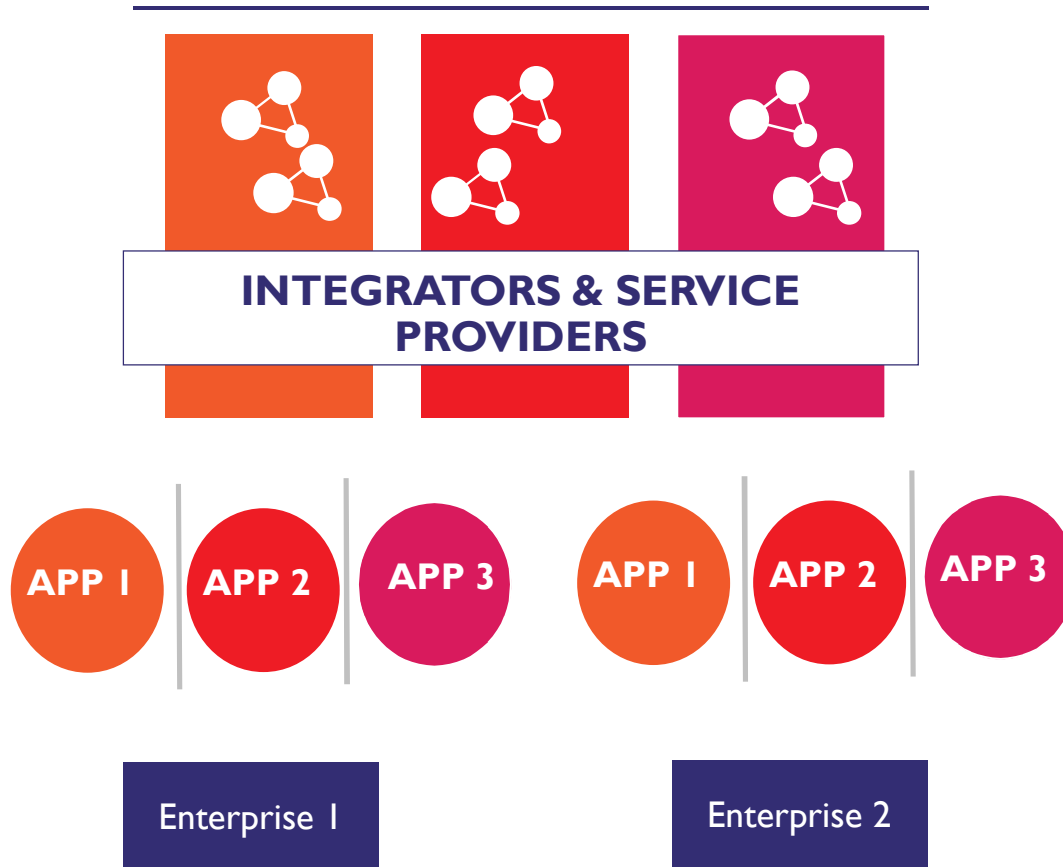 INTEGRATORS & SERVICE
PROVIDERS
APP 1
APP 2
APP 3
APP 1
APP 2
APP 3
Enterprise 1
Enterprise 2